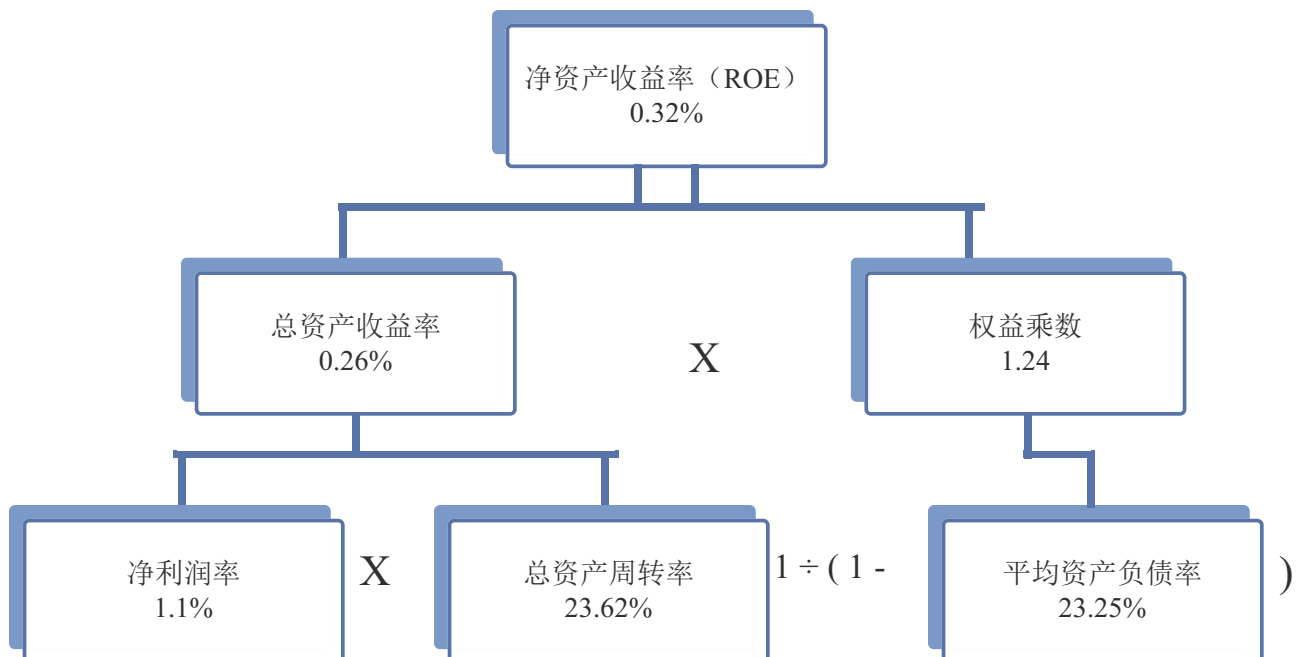 净资产收益率（ROE）
0.32%
总资产收益率
0.26%
X
权益乘数
1.24
净利润率
1.1%
X
总资产周转率
23.62%
1 ÷ ( 1 -
平均资产负债率
23.25%
)